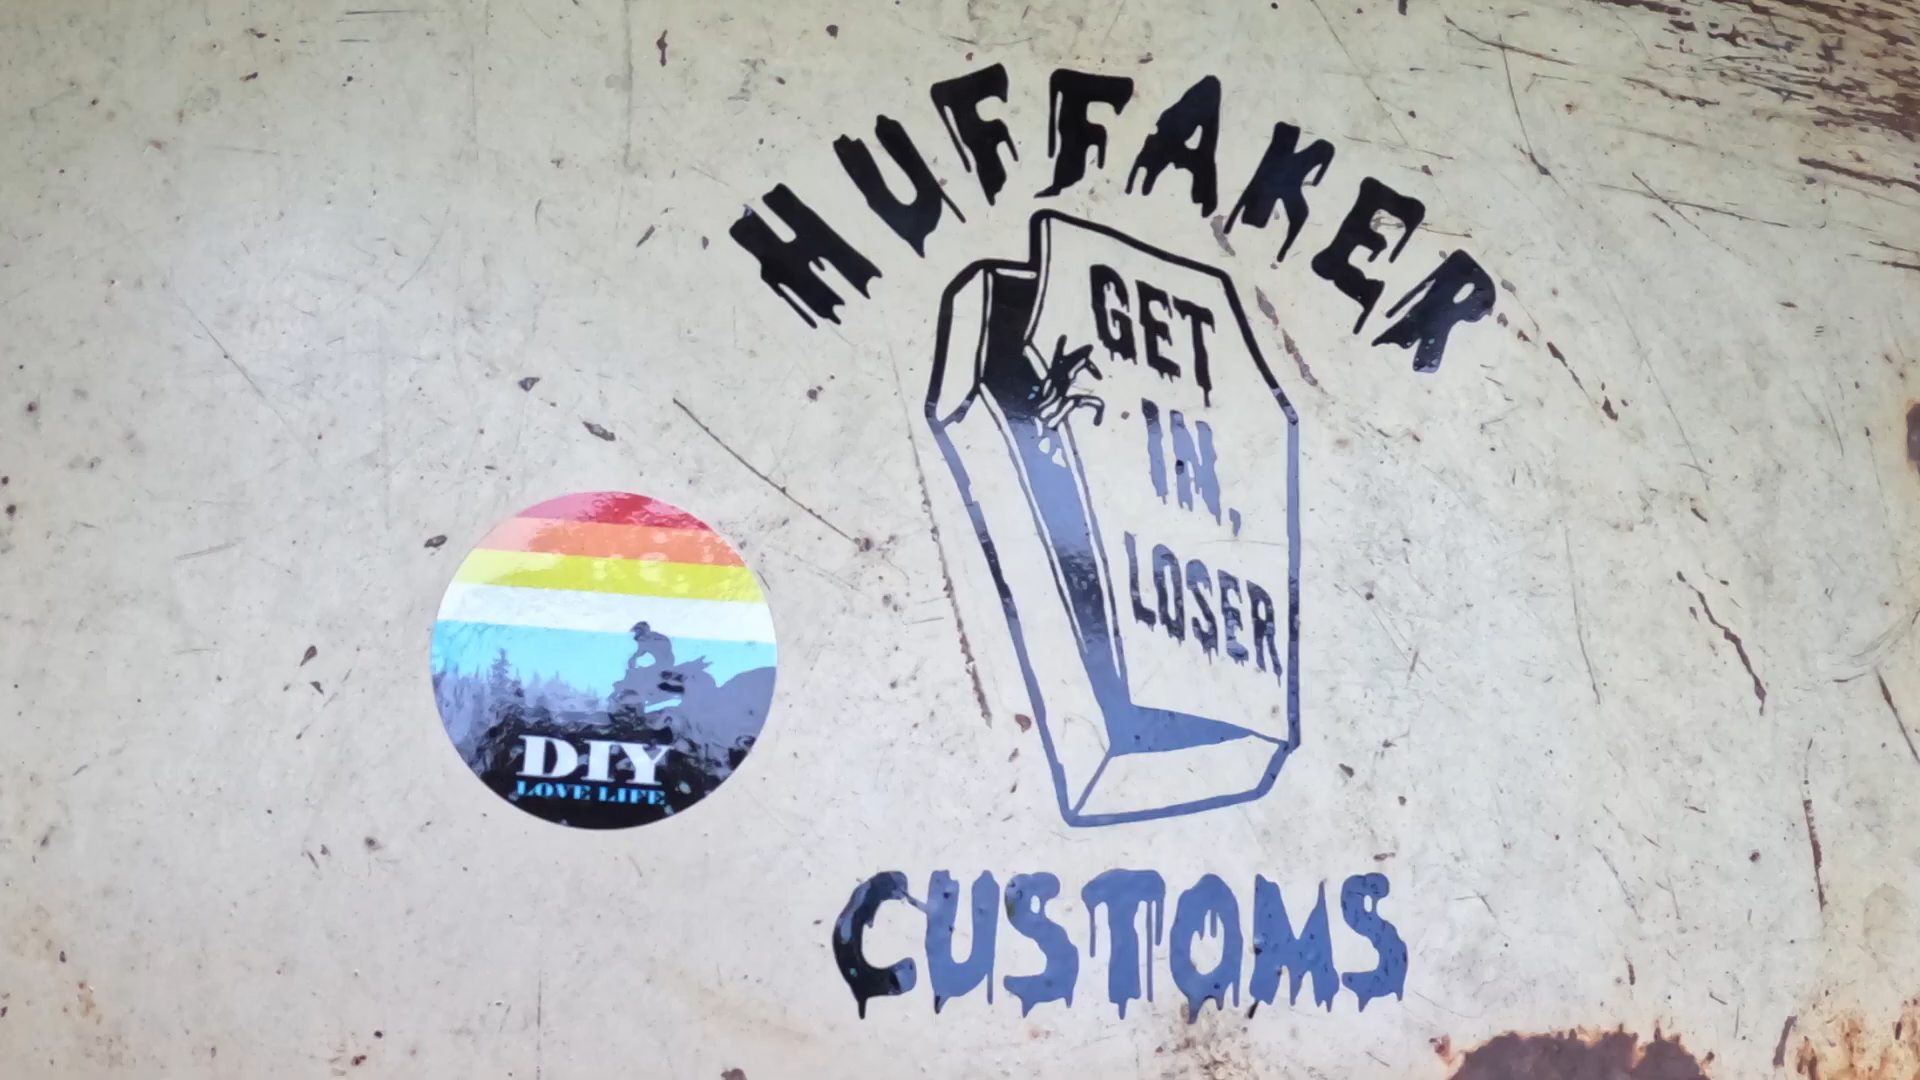 HUFFAKER
GET
IN,
LOSER
CUSTOMS
DIY
LOVE LIFE